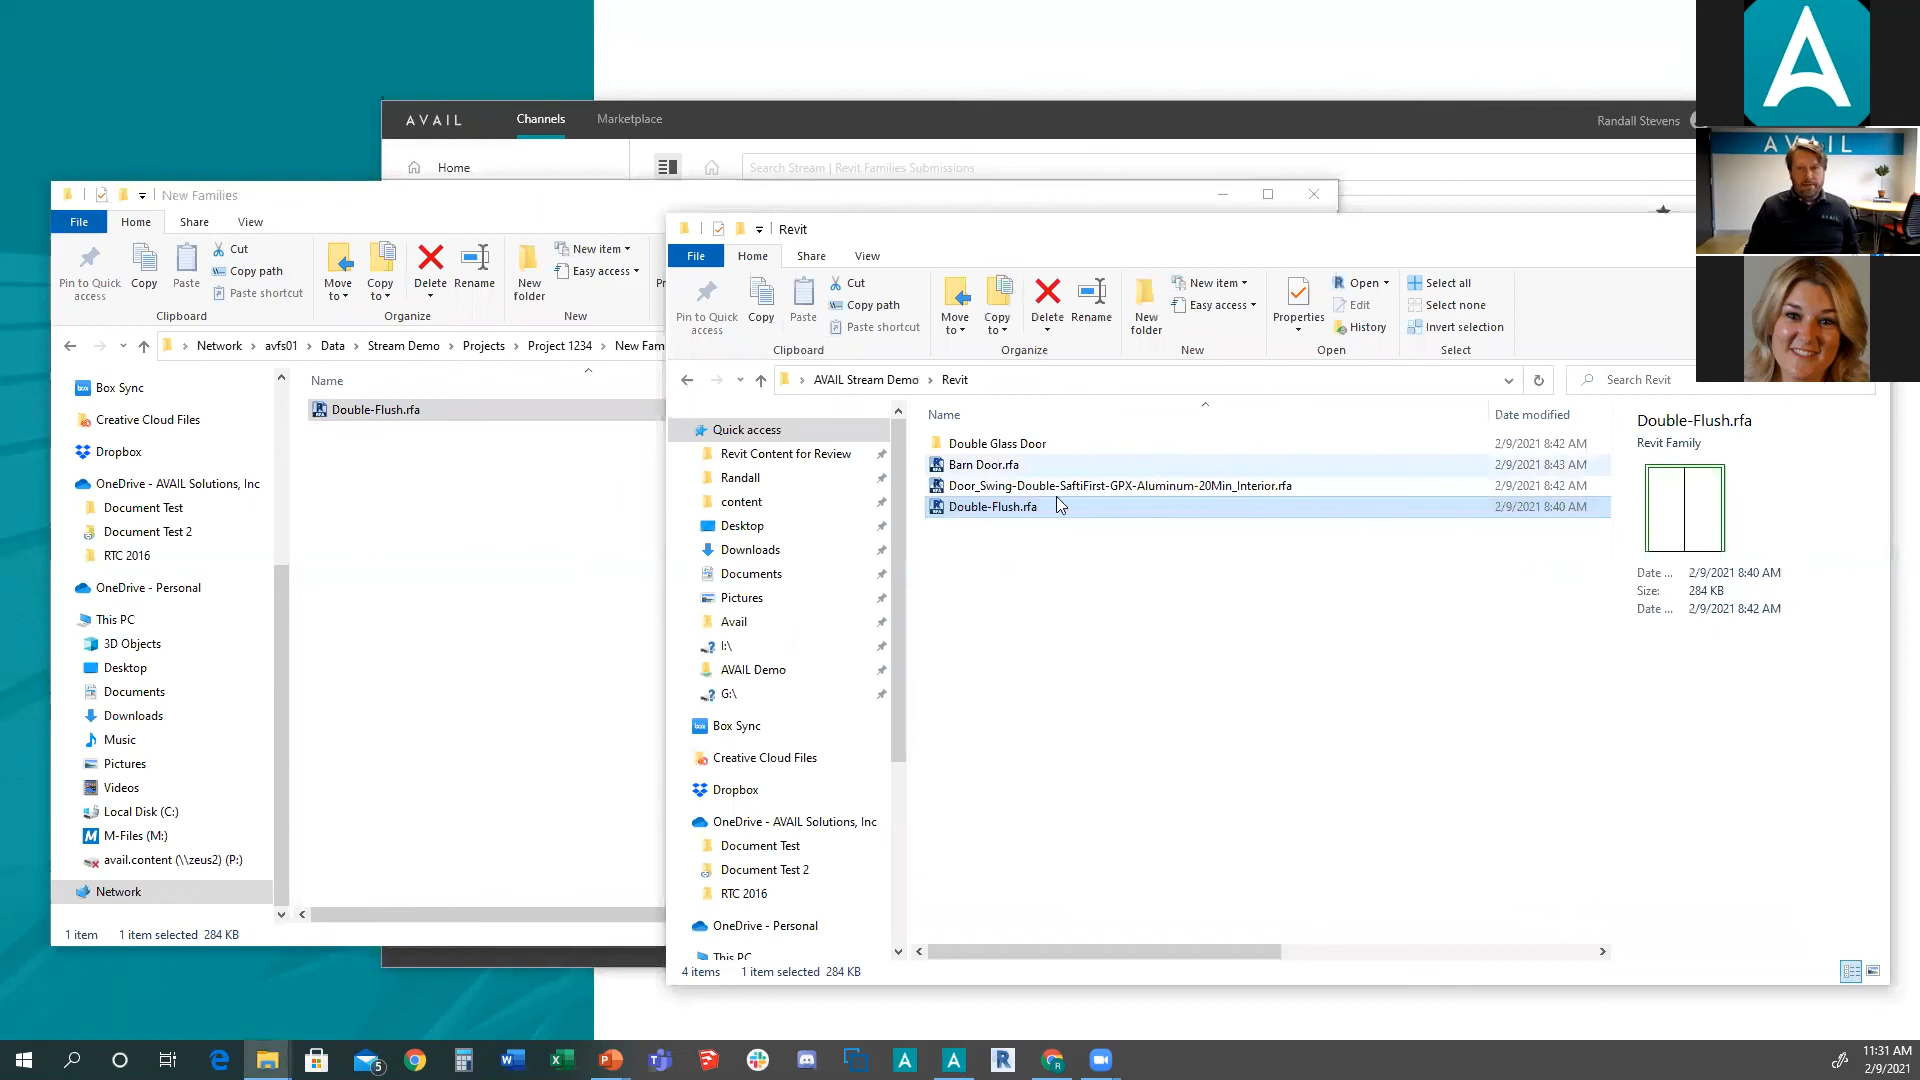 AVAIL
Channels
Marketplace
Randall Stevens
Home
Search Stream | Revit Families Submissions
AVAIL
New Families
File
Home
Share
View
Pin to Quick access
Copy
Paste
Cut
Copy path
Paste shortcut
Clipboard
Move to
Copy to
Delete
Rename
Organize
New folder
New item
Easy access
New
Network
avfs01
Data
Stream Demo
Projects
Project 1234
Name
Double-Flush.rfa
Box Sync
Creative Cloud Files
Dropbox
OneDrive - AVAIL Solutions, Inc
Document Test
Document Test 2
RTC 2016
OneDrive - Personal
This PC
3D Objects
Desktop
Documents
Downloads
Music
Pictures
Videos
Local Disk (C:)
M-Files (M:)
avail.content (\\zeus2) (P:)
Network
1 item
1 item selected 284 KB
Revit
File
Home
Share
View
Pin to Quick access
Copy
Paste
Cut
Copy path
Paste shortcut
Clipboard
Move to
Copy to
Delete
Rename
Organize
New folder
New item
Easy access
New
Properties
Open
Edit
History
Open
Select all
Select none
Invert selection
Select
AVAIL Stream Demo
Revit
Search Revit
Quick access
Revit Content for Review
Randall
content
Desktop
Downloads
Documents
Pictures
Avail
I:\
AVAIL Demo
G:\
Box Sync
Creative Cloud Files
Dropbox
OneDrive - AVAIL Solutions, Inc
Document Test
Document Test 2
RTC 2016
OneDrive - Personal
This PC
Name
Date modified
Double Glass Door
2/9/2021 8:42 AM
Barn Door.rfa
2/9/2021 8:43 AM
Door_Swing-Double-SaftiFirst-GPX-Aluminum-20Min_Interior.rfa
2/9/2021 8:42 AM
Double-Flush.rfa
2/9/2021 8:40 AM
Double-Flush.rfa
Revit Family
Date ... 2/9/2021 8:40 AM
Size: 284 KB
Date ... 2/9/2021 8:42 AM
4 items
1 item selected 284 KB
11:31 AM
2/9/2021